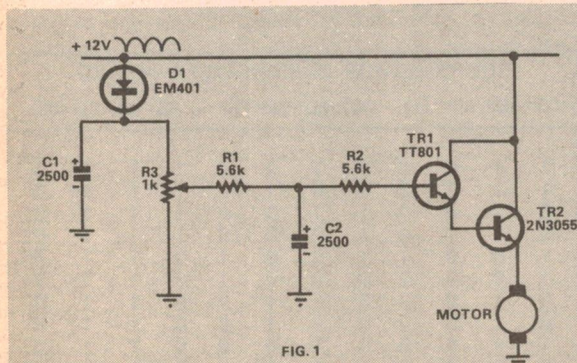 + 12V
D1
EM401
C1
2500
+
−
R3
1k
R1
5.6k
R2
5.6k
+
C2
2500
−
TR1
TT801
TR2
2N3055
MOTOR
FIG. 1